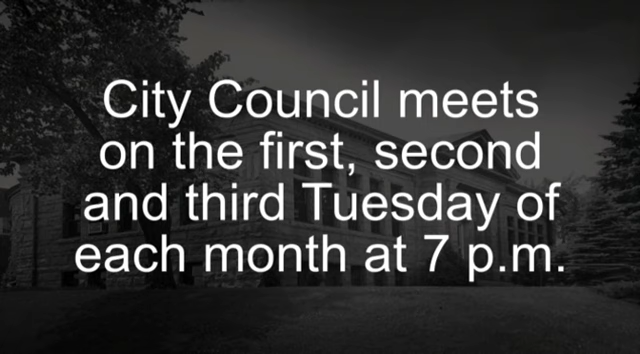 City Council meets
on the first, second
and third Tuesday of
each month at 7 p.m.